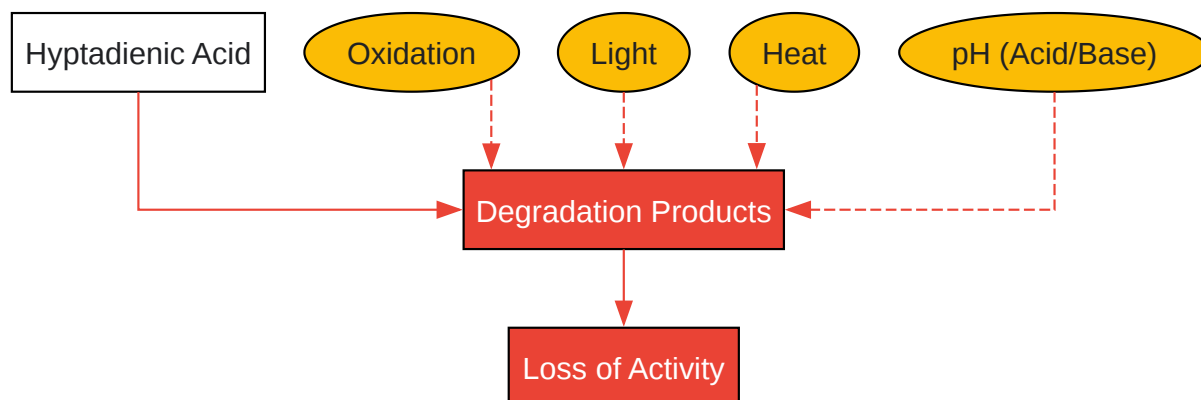 Hyptadienic Acid
Oxidation
Light
Heat
pH (Acid/Base)
Degradation Products
Loss of Activity